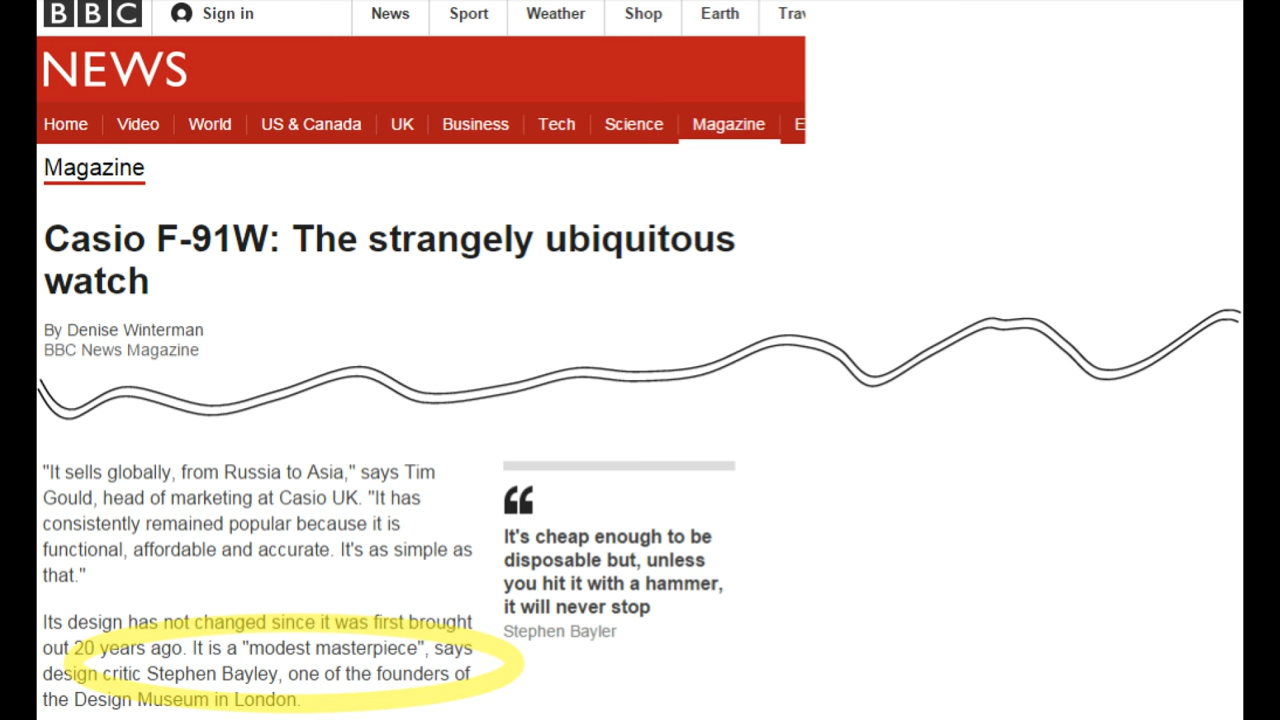 BBC Sign in News Sport Weather Shop Earth Trav
NEWS
Home Video World US & Canada UK Business Tech Science Magazine E
Magazine
Casio F-91W: The strangely ubiquitous
watch
By Denise Winterman
BBC News Magazine
"It sells globally, from Russia to Asia," says Tim
Gould, head of marketing at Casio UK. "It has
consistently remained popular because it is
functional, affordable and accurate. It's as simple as
that."
Its design has not changed since it was first brought
out 20 years ago. It is a "modest masterpiece", says
design critic Stephen Bayley, one of the founders of
the Design Museum in London.
“
It's cheap enough to be
disposable but, unless
you hit it with a hammer,
it will never stop
Stephen Bayler